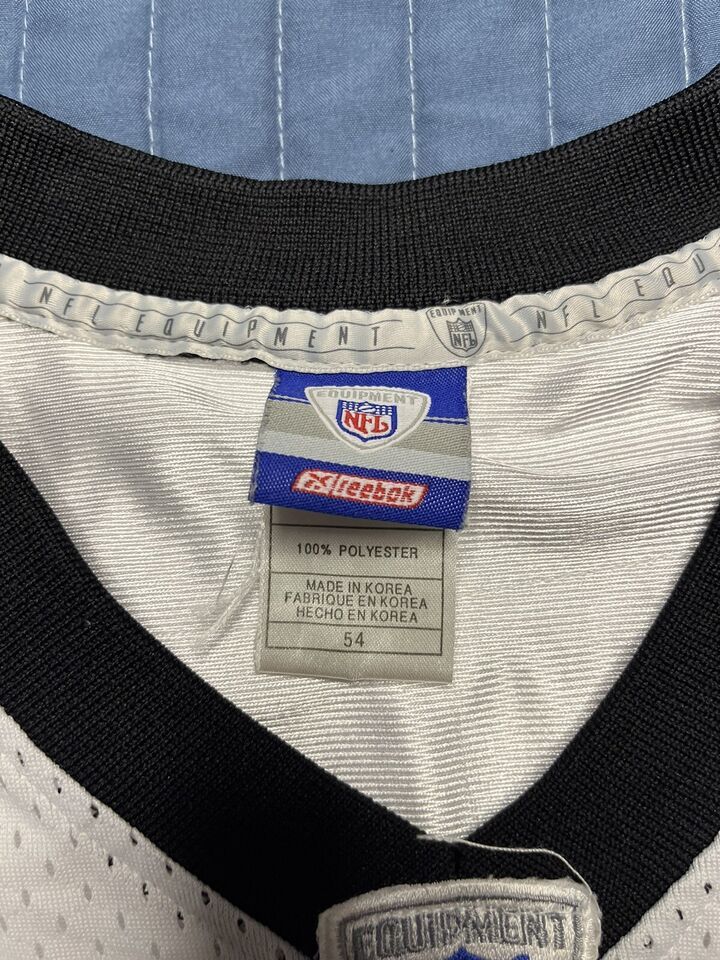 NFL EQUIPMENT
EQUIPMENT
NFL
NFL EQU
EQUIPMENT
NFL
Reebok
100% POLYESTER
MADE IN KOREA
FABRIQUE EN KOREA
HECHO EN KOREA
54
EQUIPMENT